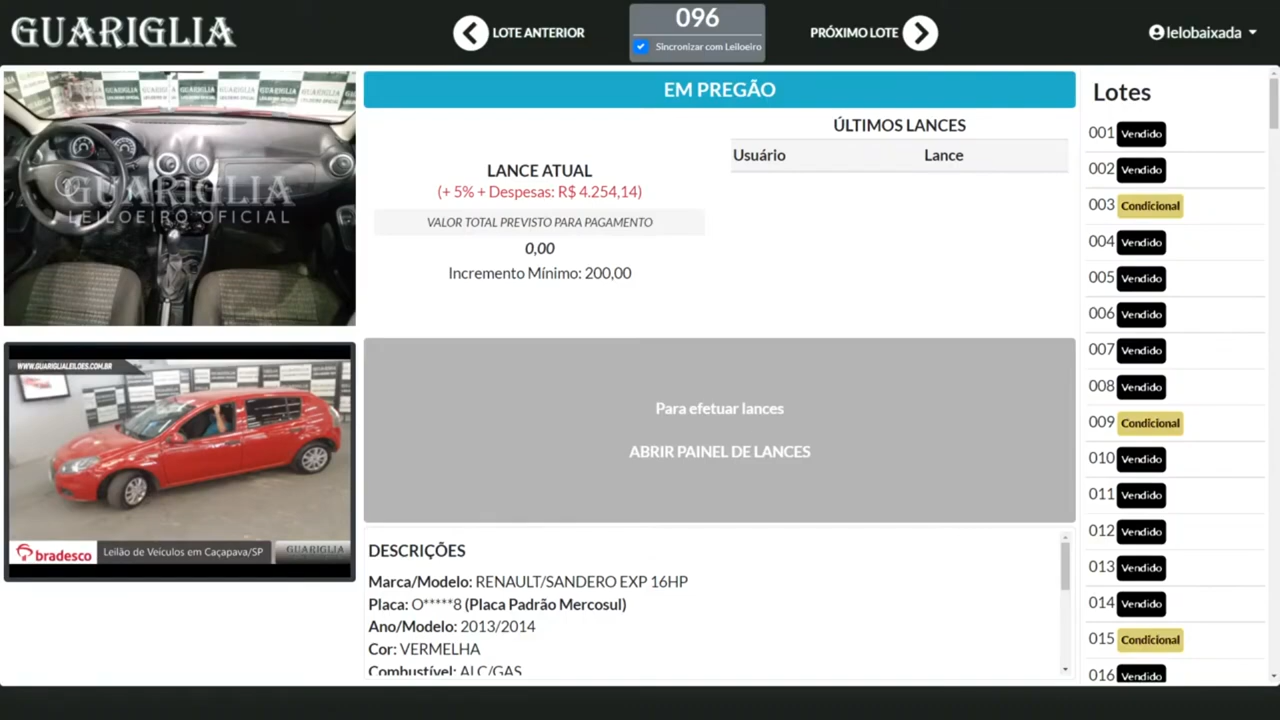 GUARIGLIA
LOTE ANTERIOR
096
Sincronizar com Leiloeiro
PRÓXIMO LOTE
lelobaixada
GUARIGLIA
LEILOEIRO OFICIAL
EM PREGÃO
LANCE ATUAL
(+ 5% + Despesas: R$ 4.254,14)
VALOR TOTAL PREVISTO PARA PAGAMENTO
0,00
Incremento Mínimo: 200,00
ÚLTIMOS LANCES
Usuário Lance
WWW.GUARIGLIALEILOES.COM.BR
bradesco
Leilão de Veículos em Caçapava/SP
GUARIGLIA
Para efetuar lances
ABRIR PAINEL DE LANCES
DESCRIÇÕES
Marca/Modelo: RENAULT/SANDERO EXP 16HP
Placa: O*****8 (Placa Padrão Mercosul)
Ano/Modelo: 2013/2014
Cor: VERMELHA
Combustível: ALC/GAS
Lotes
001 Vendido
002 Vendido
003 Condicional
004 Vendido
005 Vendido
006 Vendido
007 Vendido
008 Vendido
009 Condicional
010 Vendido
011 Vendido
012 Vendido
013 Vendido
014 Vendido
015 Condicional
016 Vendido